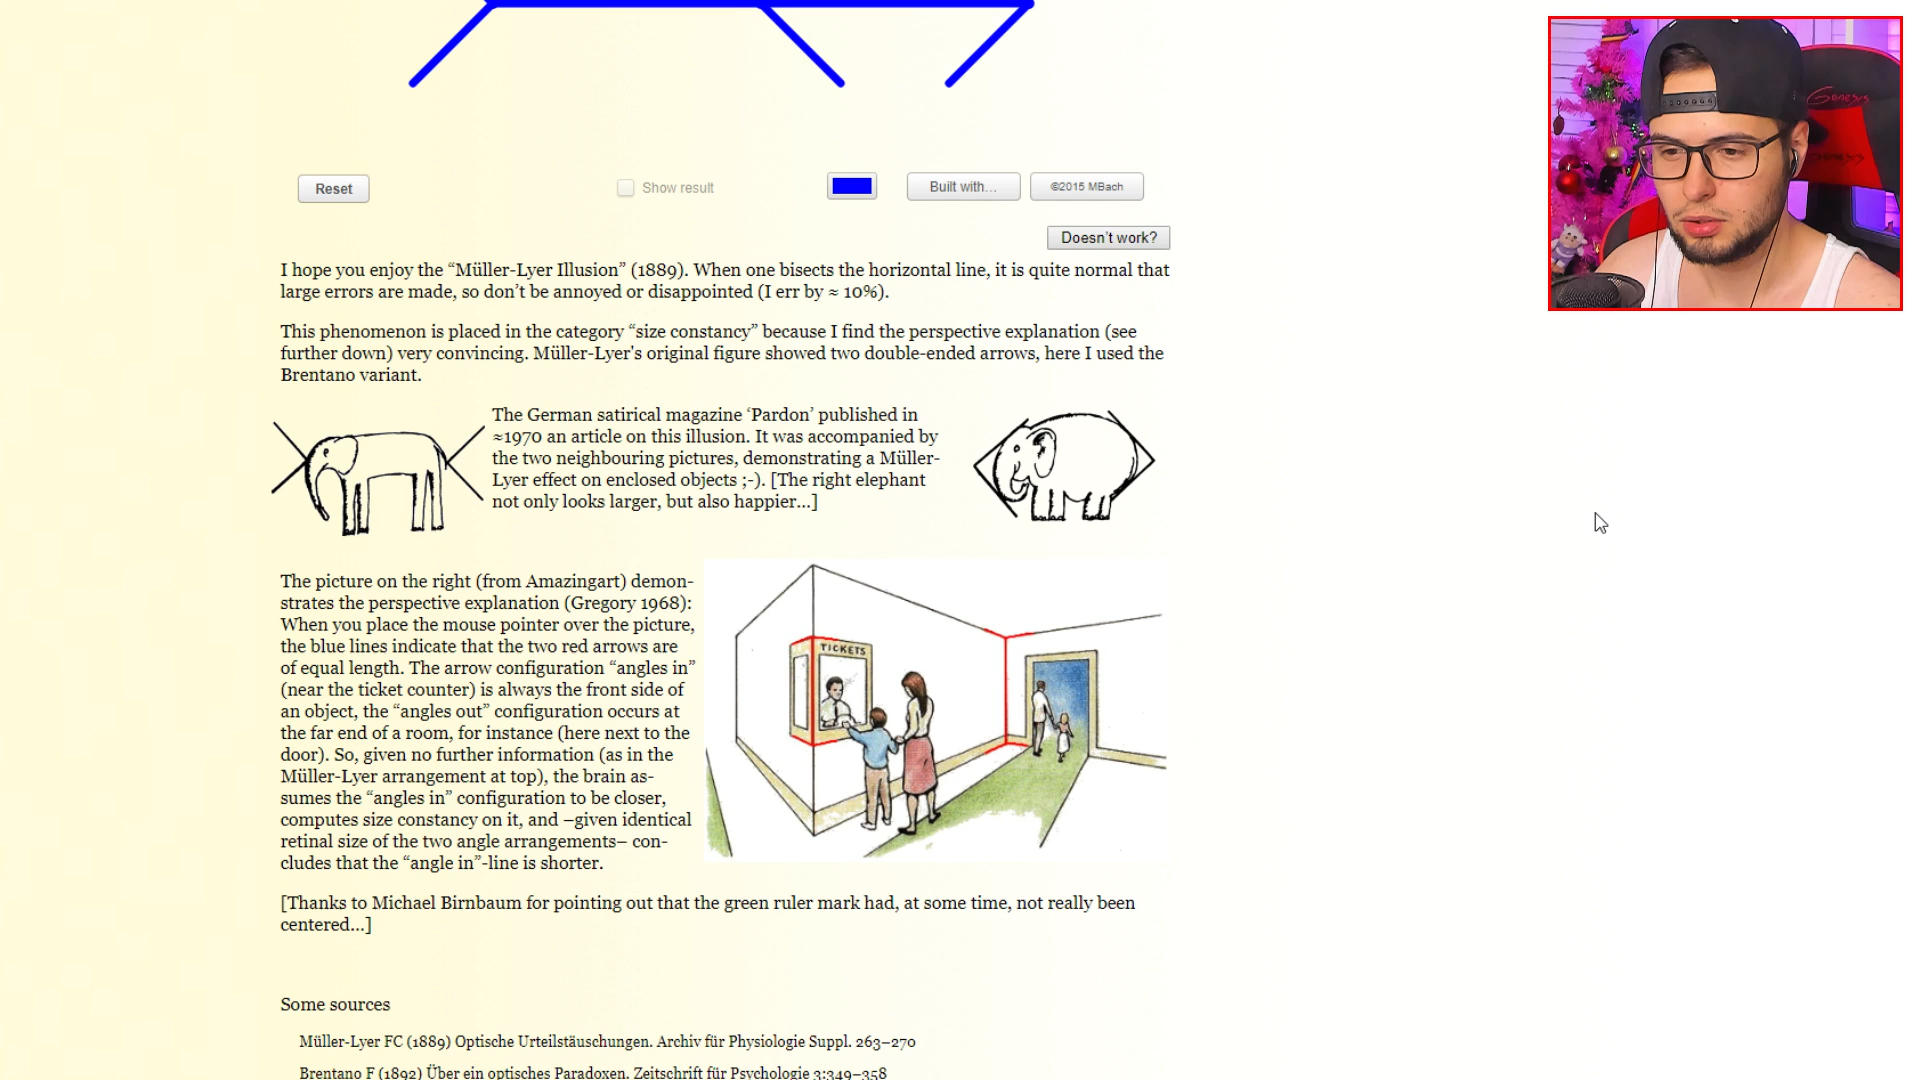 Reset
Show result
Built with...
©2015 MBach
Doesn't work?
I hope you enjoy the “Müller-Lyer Illusion” (1889). When one bisects the horizontal line, it is quite normal that
large errors are made, so don’t be annoyed or disappointed (I err by ≈ 10%).
This phenomenon is placed in the category “size constancy” because I find the perspective explanation (see
further down) very convincing. Müller-Lyer's original figure showed two double-ended arrows, here I used the
Brentano variant.
The German satirical magazine ‘Pardon’ published in
≈1970 an article on this illusion. It was accompanied by
the two neighbouring pictures, demonstrating a Müller-
Lyer effect on enclosed objects ;-). [The right elephant
not only looks larger, but also happier…]
The picture on the right (from Amazingart) demon-
strates the perspective explanation (Gregory 1968):
When you place the mouse pointer over the picture,
the blue lines indicate that the two red arrows are
of equal length. The arrow configuration “angles in”
(near the ticket counter) is always the front side of
an object, the “angles out” configuration occurs at
the far end of a room, for instance (here next to the
door). So, given no further information (as in the
Müller-Lyer arrangement at top), the brain as-
sumes the “angles in” configuration to be closer,
computes size constancy on it, and –given identical
retinal size of the two angle arrangements– con-
cludes that the “angle in”-line is shorter.
TICKETS
[Thanks to Michael Birnbaum for pointing out that the green ruler mark had, at some time, not really been
centered…]
Some sources
Müller-Lyer FC (1889) Optische Urteilstäuschungen. Archiv für Physiologie Suppl. 263–270
Brentano F (1892) Über ein optisches Paradoxen. Zeitschrift für Psychologie 3:349–358
Genesis